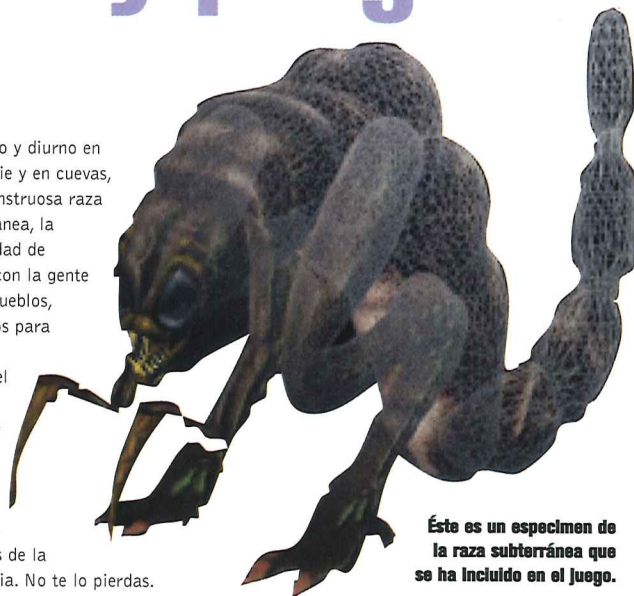 y p g
o y diurno en
ie y en cuevas,
nstruosa raza
ánea, la
dad de
con la gente
ueblos,
os para
el
s de la
ia. No te lo pierdas.
Éste es un especimen de
la raza subterránea que
se ha incluido en el juego.